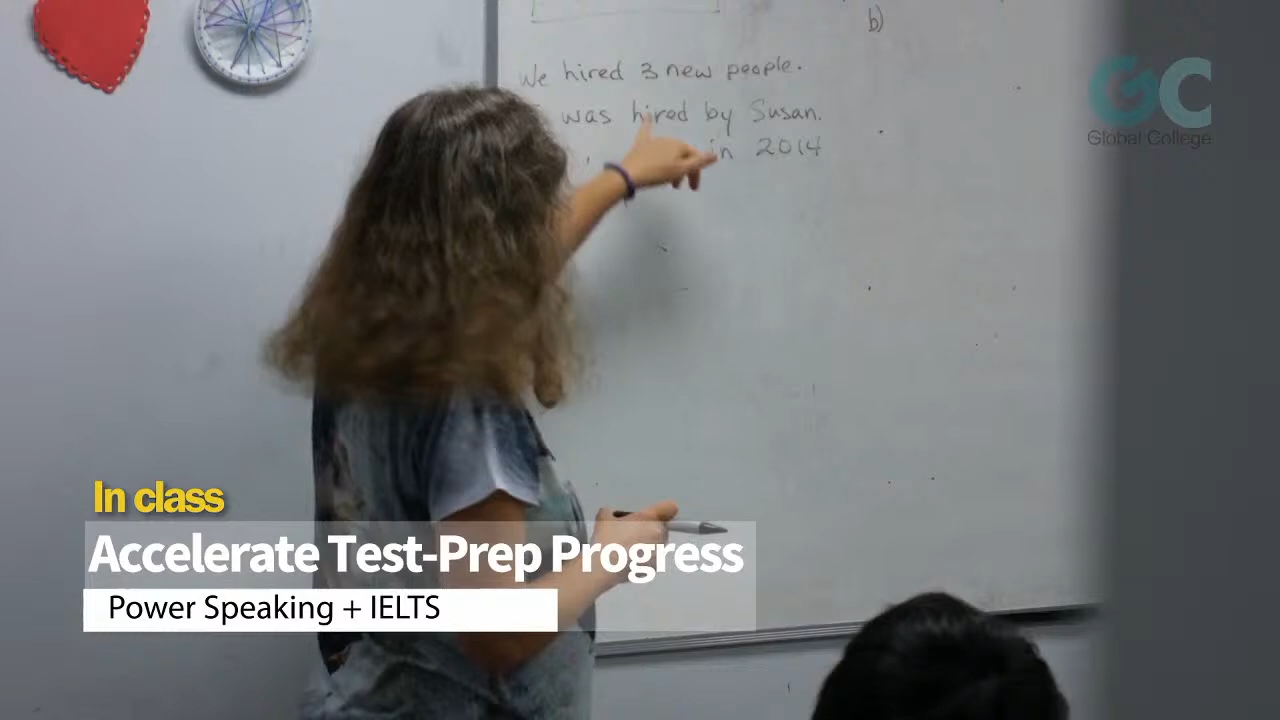 b)
We hired 3 new people.
was hired by Susan.
in 2014
GC
Global College
In class
Accelerate Test-Prep Progress
Power Speaking + IELTS